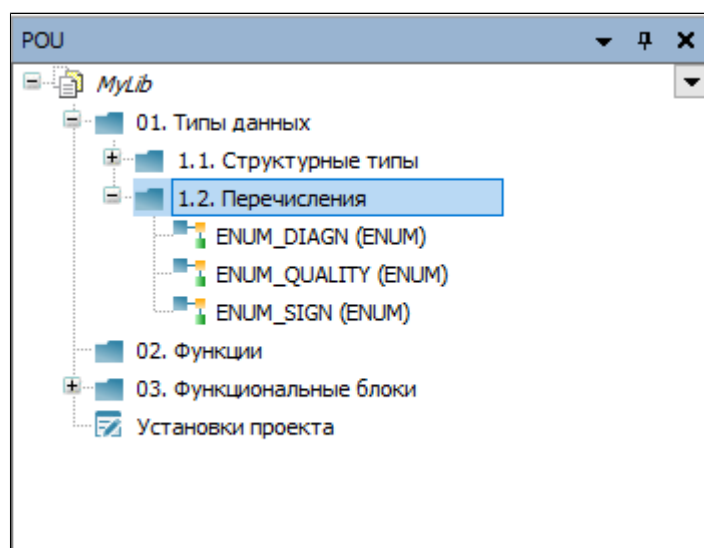 POU
MyLib
01. Типы данных
1.1. Структурные типы
1.2. Перечисления
ENUM_DIAGN (ENUM)
ENUM_QUALITY (ENUM)
ENUM_SIGN (ENUM)
02. Функции
03. Функциональные блоки
Установки проекта